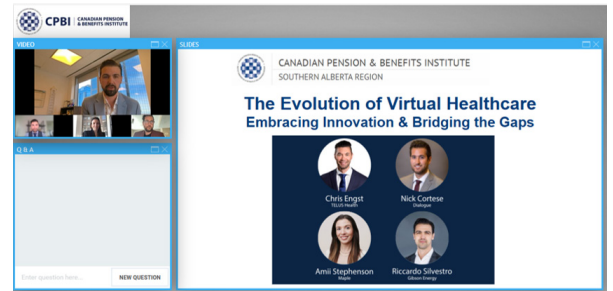 CPBI
CANADIAN PENSION
& BENEFITS INSTITUTE
VIDEO
SLIDES
CANADIAN PENSION & BENEFITS INSTITUTE
SOUTHERN ALBERTA REGION
The Evolution of Virtual Healthcare
Embracing Innovation & Bridging the Gaps
Chris Engst
TELUS Health
Nick Cortese
Dialogue
Amii Stephenson
Maple
Riccardo Silvestro
Gibson Energy
Q & A
Enter question here ...
NEW QUESTION